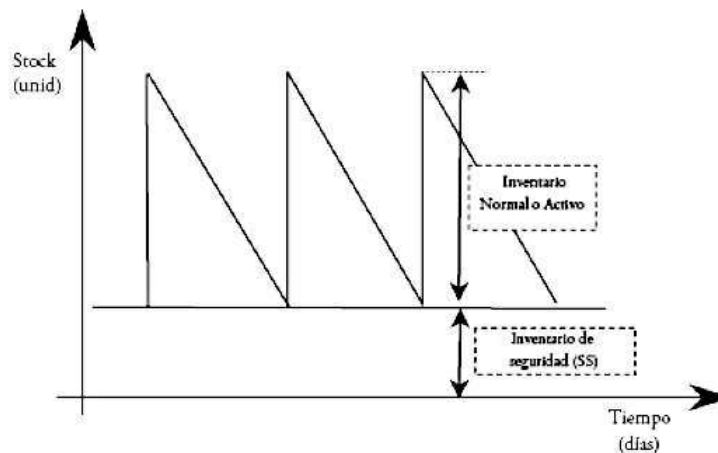 Stock
(unid)
Inventario
Normal o Activo
Inventario de
seguridad (SS)
Tiempo
(días)